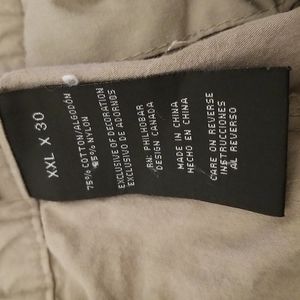 XXL X 30
75% COTTON/ALGODÓN
25% NYLON
EXCLUSIVE OF DECORATION
EXCLUSIVO DE ADORNOS
RN: PHILHOBAR
DESIGN CANADA
MADE IN CHINA
HECHO EN CHINA
CARE ON REVERSE
INSTRUCCIONES
AL REVERSO